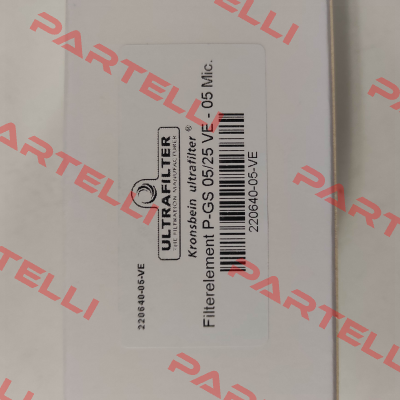 ULTRAFILTER
THE FILTRATION MANUFACTURER
Kronsbein ultrafilter ®
Filterelement P-GS 05/25 VE - 05 Mic.
220640-05-VE
220640-05-VE
PARTELLI
PARTELLI
PARTELLI
PARTELLI
PARTELLI